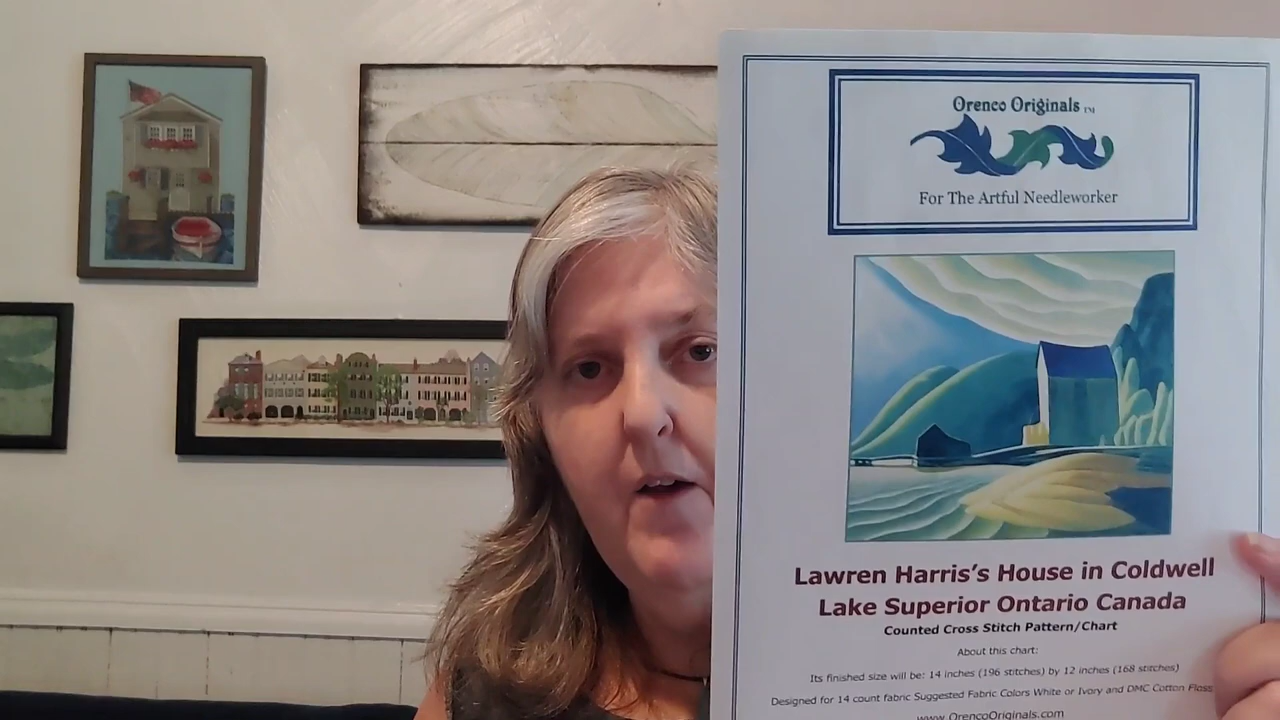 Orenco Originals TM
For The Artful Needleworker
Lawren Harris's House in Coldwell
Lake Superior Ontario Canada
Counted Cross Stitch Pattern/Chart
About this chart:
Its finished size will be: 14 inches (196 stitches) by 12 inches (168 stitches)
Designed for 14 count fabric Suggested Fabric Colors White or Ivory and DMC Cotton Floss
www.OrencoOriginals.com